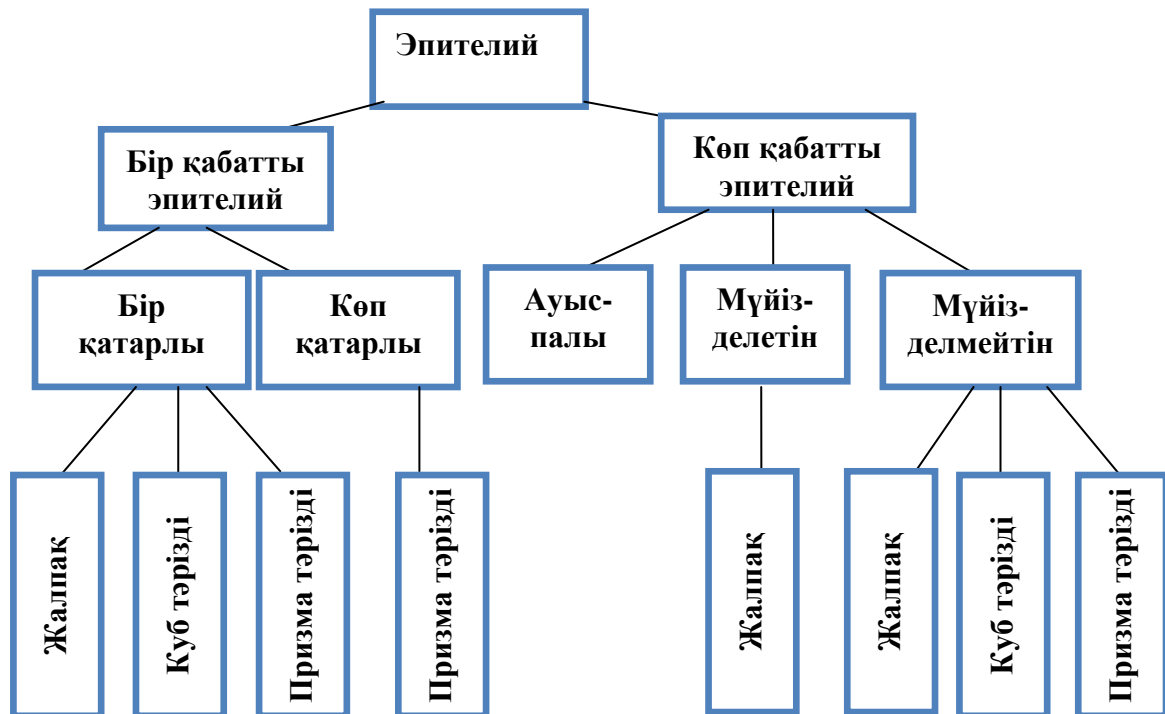 Эпителий
Бір қабатты
эпителий
Көп қабатты
эпителий
Бір
қатарлы
Көп
қатарлы
Ауыс-
палы
Мүйіз-
делетін
Мүйіз-
делмейтін
Жалпақ
Куб тәрізді
Призма тәрізді
Призма тәрізді
Жалпақ
Жалпақ
Куб тәрізді
Призма тәрізді